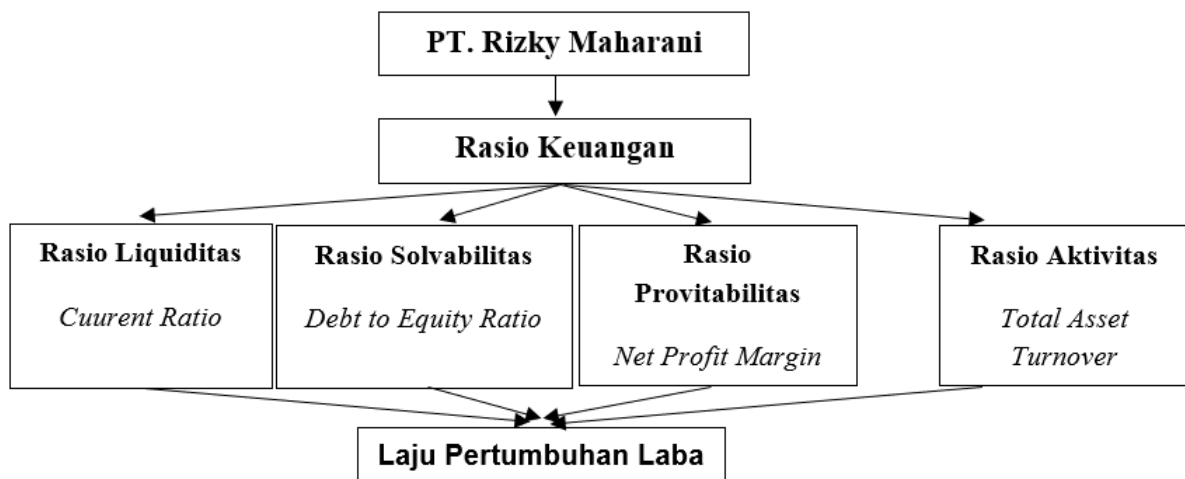 PT. Rizky Maharani
Rasio Keuangan
Rasio Liquiditas
Cuurent Ratio
Rasio Solvabilitas
Debt to Equity Ratio
Rasio
Provitabilitas
Net Profit Margin
Rasio Aktivitas
Total Asset
Turnover
Laju Pertumbuhan Laba